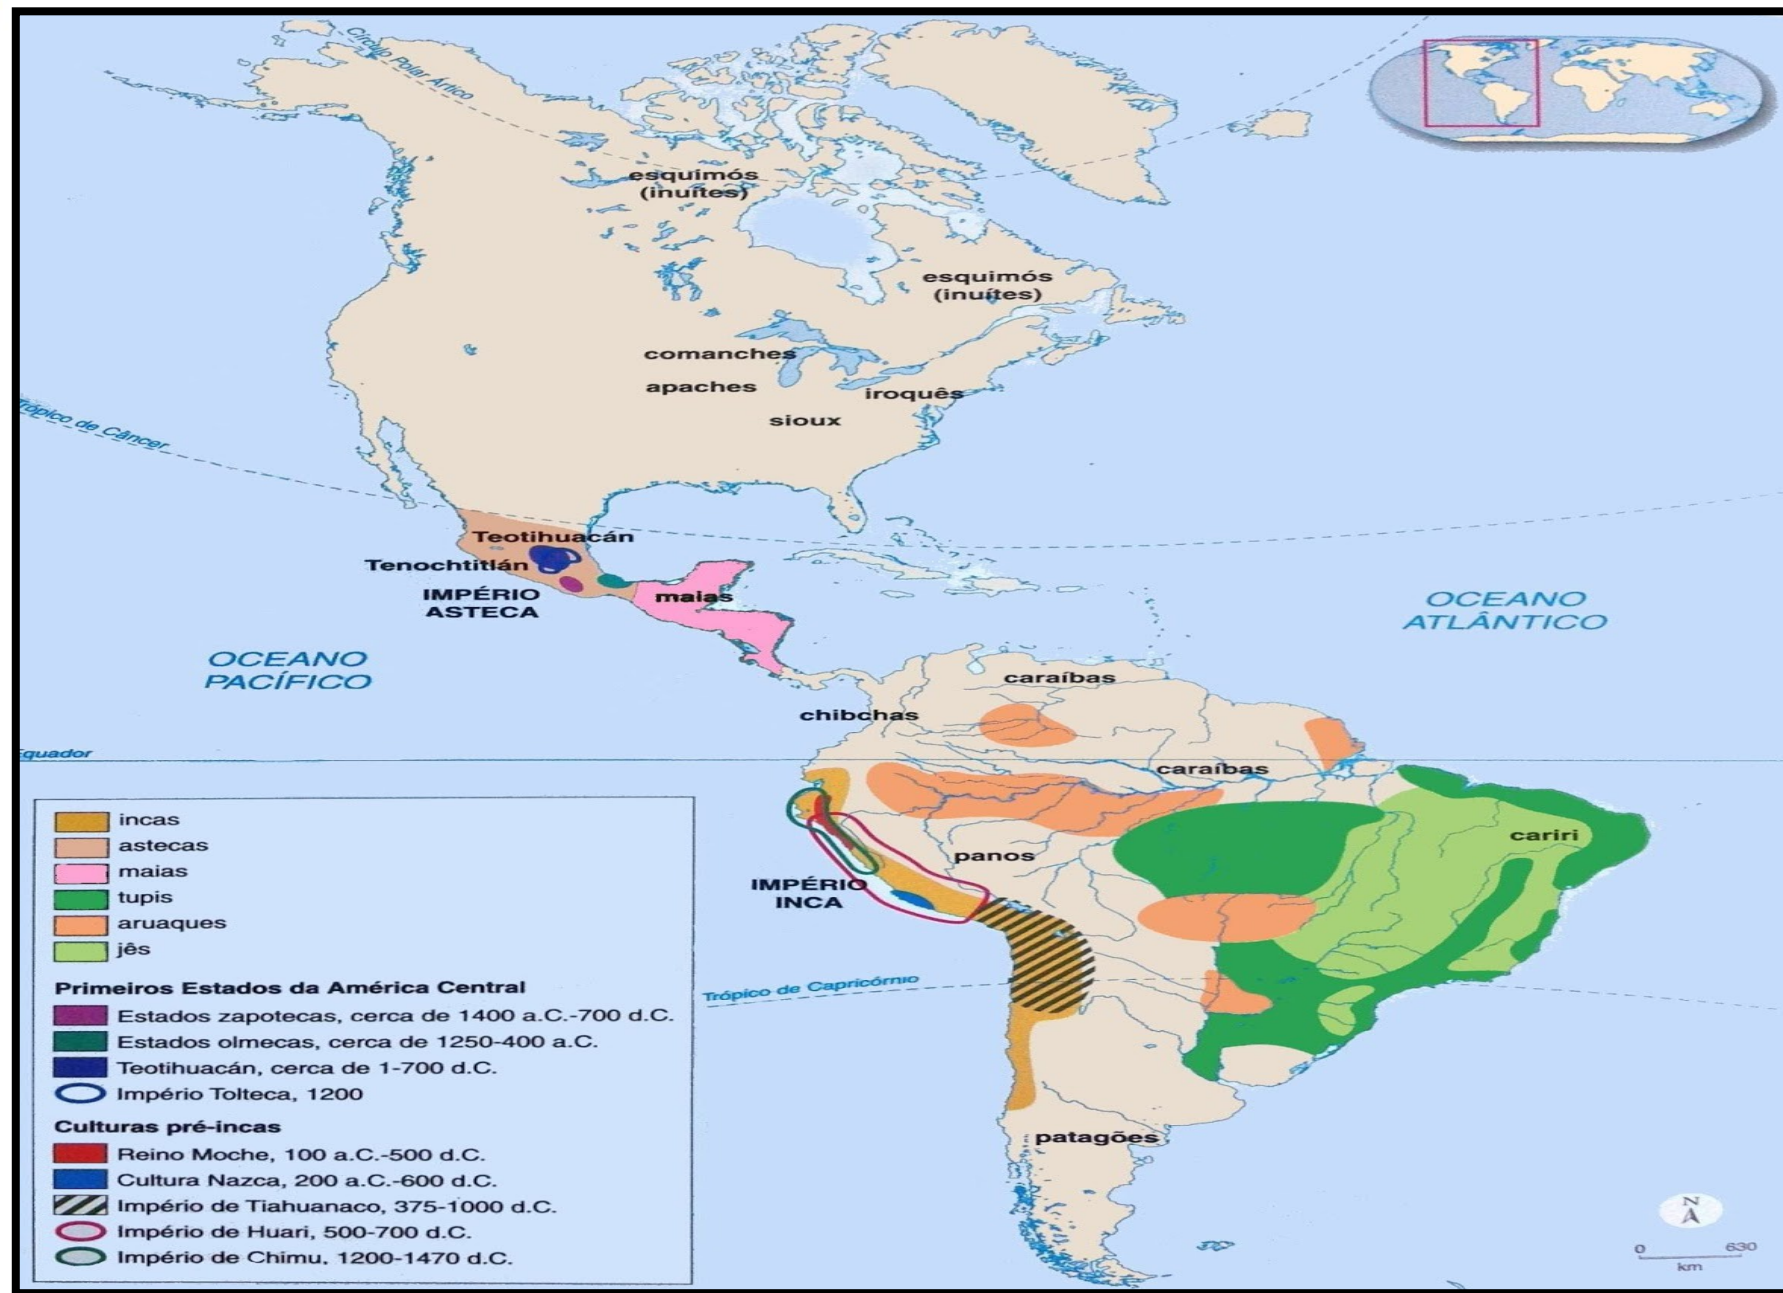 Círculo Polar Ártico
esquimós
(inuítes)
esquimós
(inuítes)
comanches
apaches
iroquês
sioux
Trópico de Câncer
Teotihuacán
Tenochtitlán
IMPÉRIO
ASTECA
maias
OCEANO
ATLÂNTICO
OCEANO
PACÍFICO
caraíbas
chibchas
Equador
caraíbas
cariri
panos
IMPÉRIO
INCA
Trópico de Capricórnio
patagões
incas
astecas
maias
tupis
aruaques
jês
Primeiros Estados da América Central
Estados zapotecas, cerca de 1400 a.C.-700 d.C.
Estados olmecas, cerca de 1250-400 a.C.
Teotihuacán, cerca de 1-700 d.C.
Império Tolteca, 1200
Culturas pré-incas
Reino Moche, 100 a.C.-500 d.C.
Cultura Nazca, 200 a.C.-600 d.C.
Império de Tiahuanaco, 375-1000 d.C.
Império de Huari, 500-700 d.C.
Império de Chimu, 1200-1470 d.C.
N
0 630
km